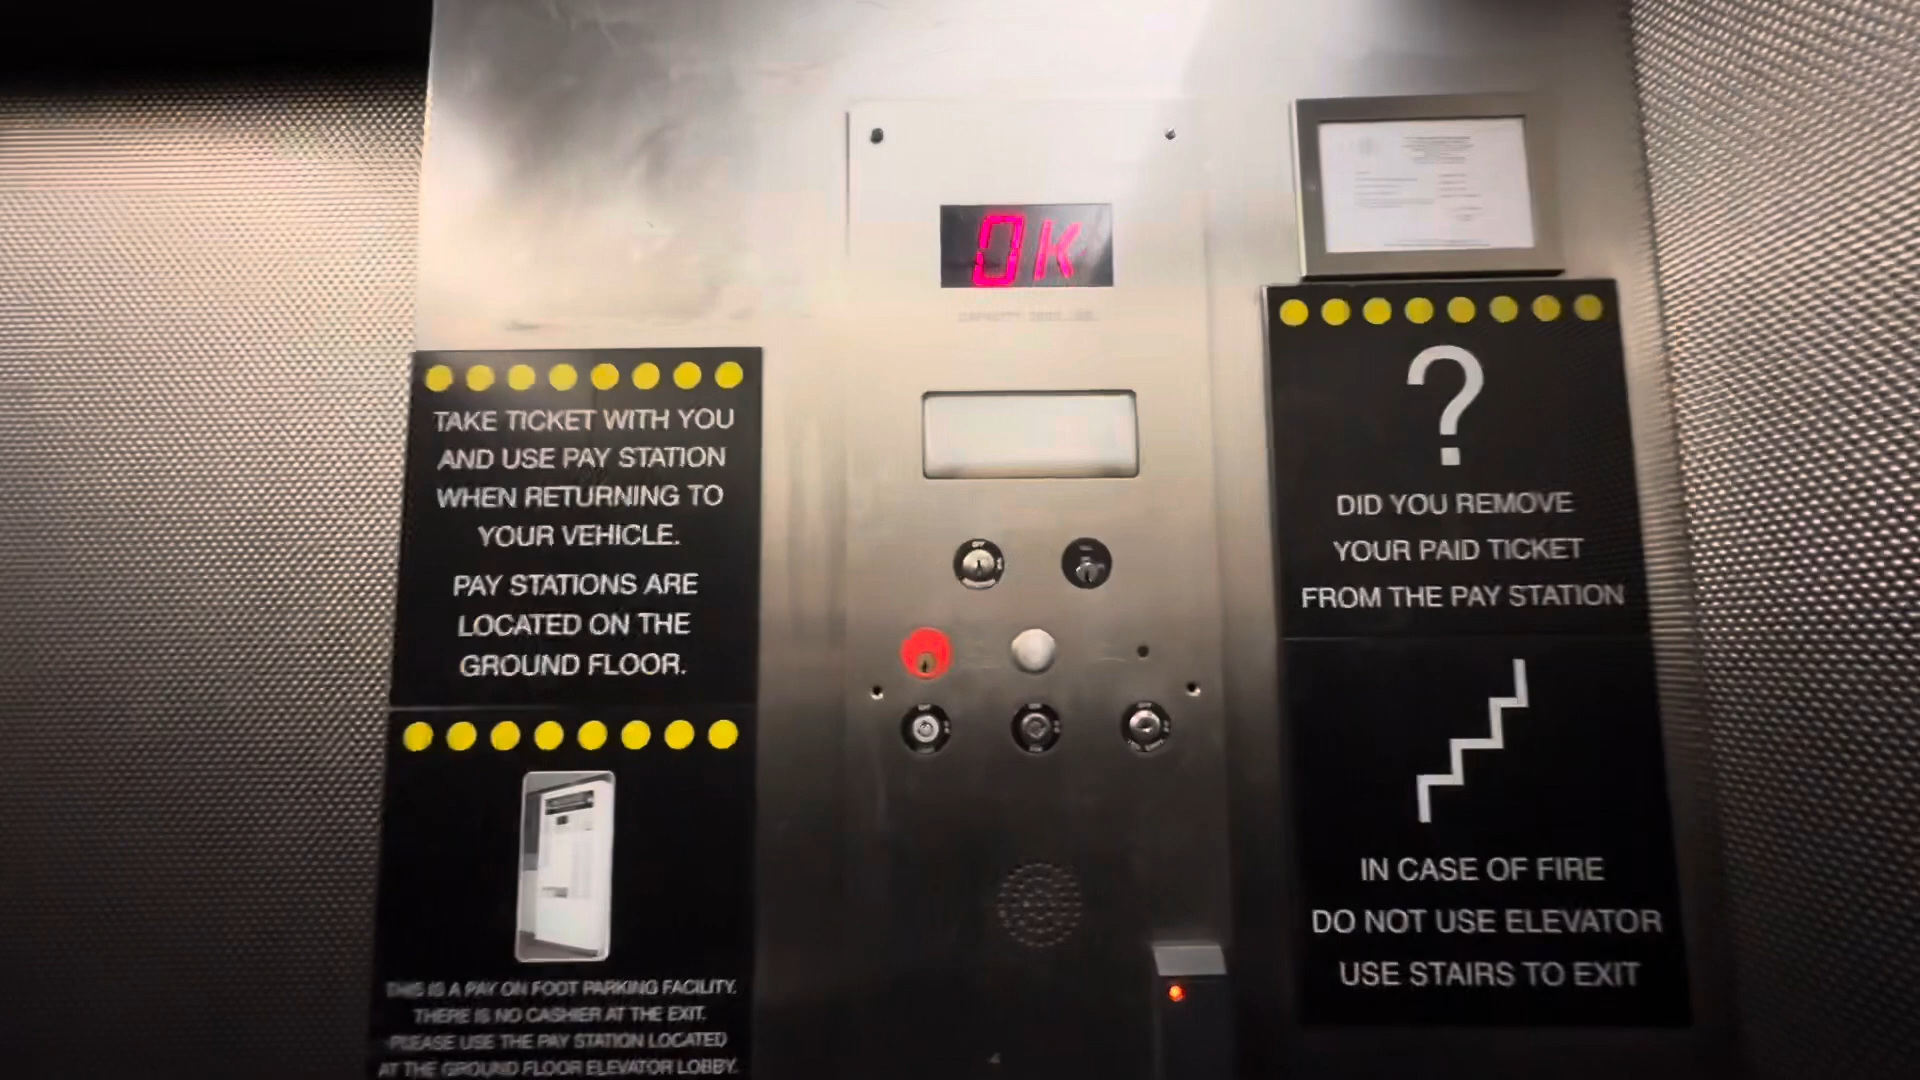 OK
TAKE TICKET WITH YOU
AND USE PAY STATION
WHEN RETURNING TO
YOUR VEHICLE.
PAY STATIONS ARE
LOCATED ON THE
GROUND FLOOR.
THIS IS A PAY ON FOOT PARKING FACILITY.
THERE IS NO CASHIER AT THE EXIT.
PLEASE USE THE PAY STATION LOCATED
AT THE GROUND FLOOR ELEVATOR LOBBY.
?
DID YOU REMOVE
YOUR PAID TICKET
FROM THE PAY STATION
IN CASE OF FIRE
DO NOT USE ELEVATOR
USE STAIRS TO EXIT